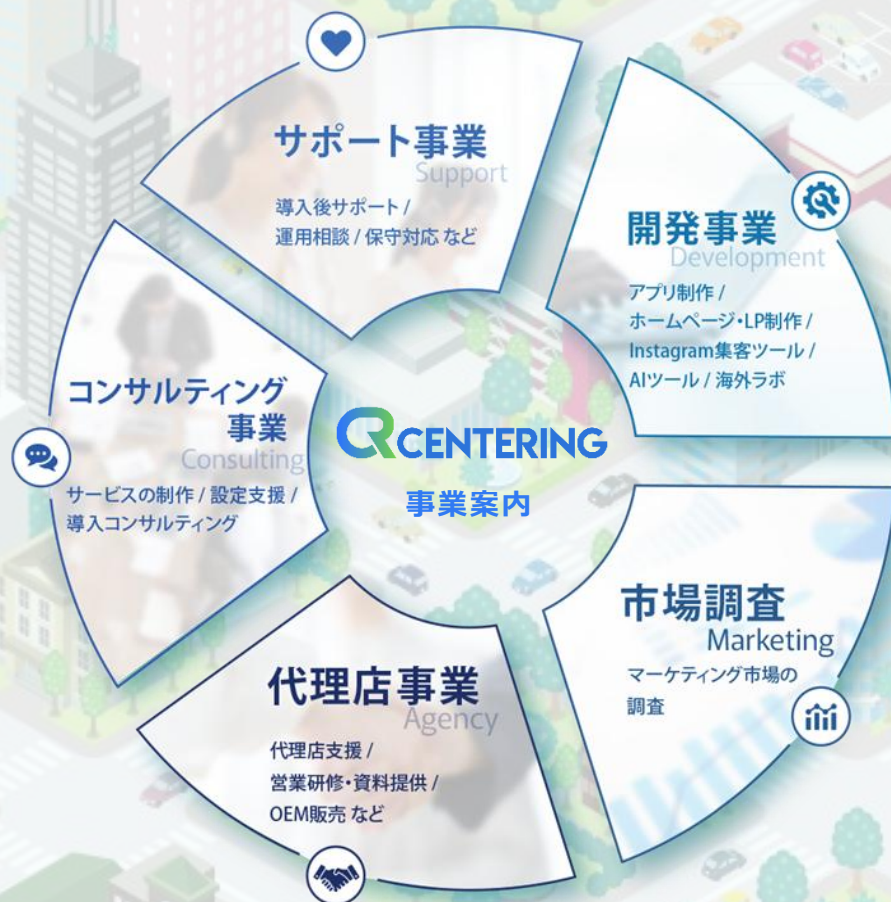 サポート事業
Support
導入後サポート /
運用相談 / 保守対応 など
開発事業
Development
アプリ制作 /
ホームページ・LP制作 /
Instagram集客ツール /
AIツール / 海外ラボ
コンサルティング
事業
Consulting
サービスの制作 / 設定支援 /
導入コンサルティング
CENTERING
事業案内
市場調査
Marketing
マーケティング市場の
調査
代理店事業
Agency
代理店支援 /
営業研修・資料提供 /
OEM販売 など